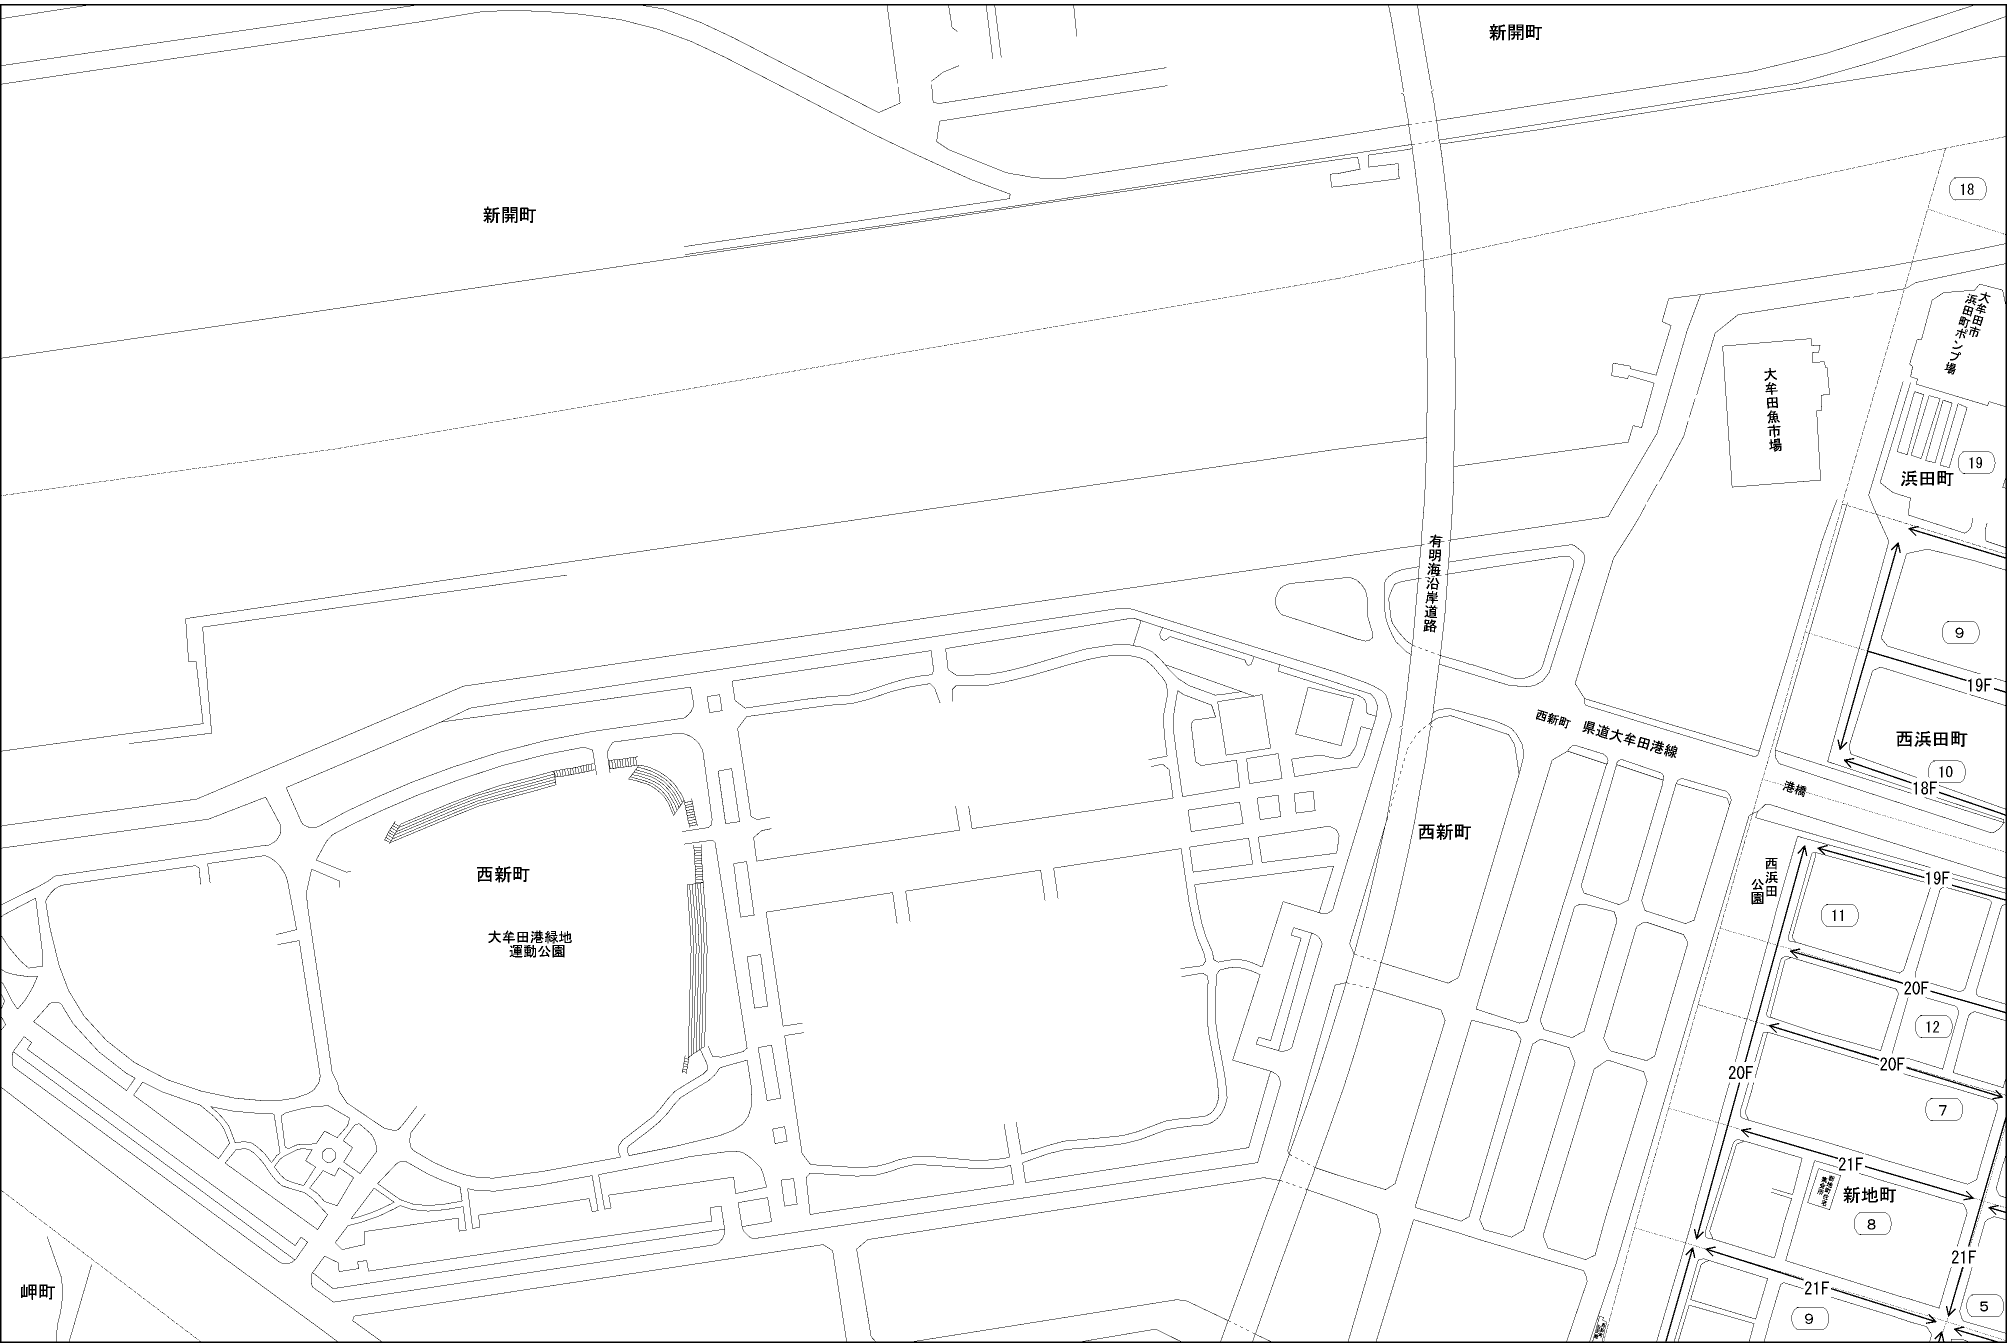 新開町
新開町
18
大牟田市
浜田町ポンプ場
大牟田魚市場
19
浜田町
有明海沿岸道路
9
19F
西新町
県道大牟田港線
西浜田町
10
18F
港橋
西新町
西新町
西浜田
公園
19F
11
大牟田港緑地
運動公園
20F
12
20F
20F
7
21F
新地町
8
21F
岬町
21F
5
9